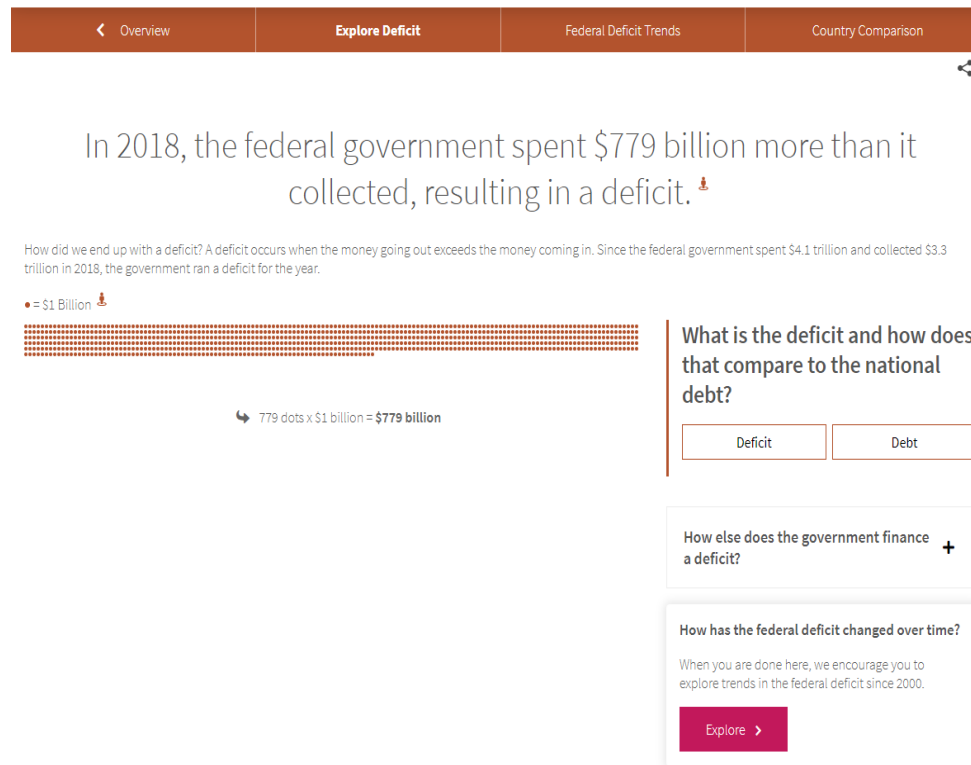 Overview
Explore Deficit
Federal Deficit Trends
Country Comparison
In 2018, the federal government spent $779 billion more than it
collected, resulting in a deficit.
How did we end up with a deficit? A deficit occurs when the money going out exceeds the money coming in. Since the federal government spent $4.1 trillion and collected $3.3
trillion in 2018, the government ran a deficit for the year.
= $1 Billion
779 dots x $1 billion = $779 billion
What is the deficit and how does
that compare to the national
debt?
Deficit
Debt
How else does the government finance
a deficit?
+
How has the federal deficit changed over time?
When you are done here, we encourage you to
explore trends in the federal deficit since 2000.
Explore